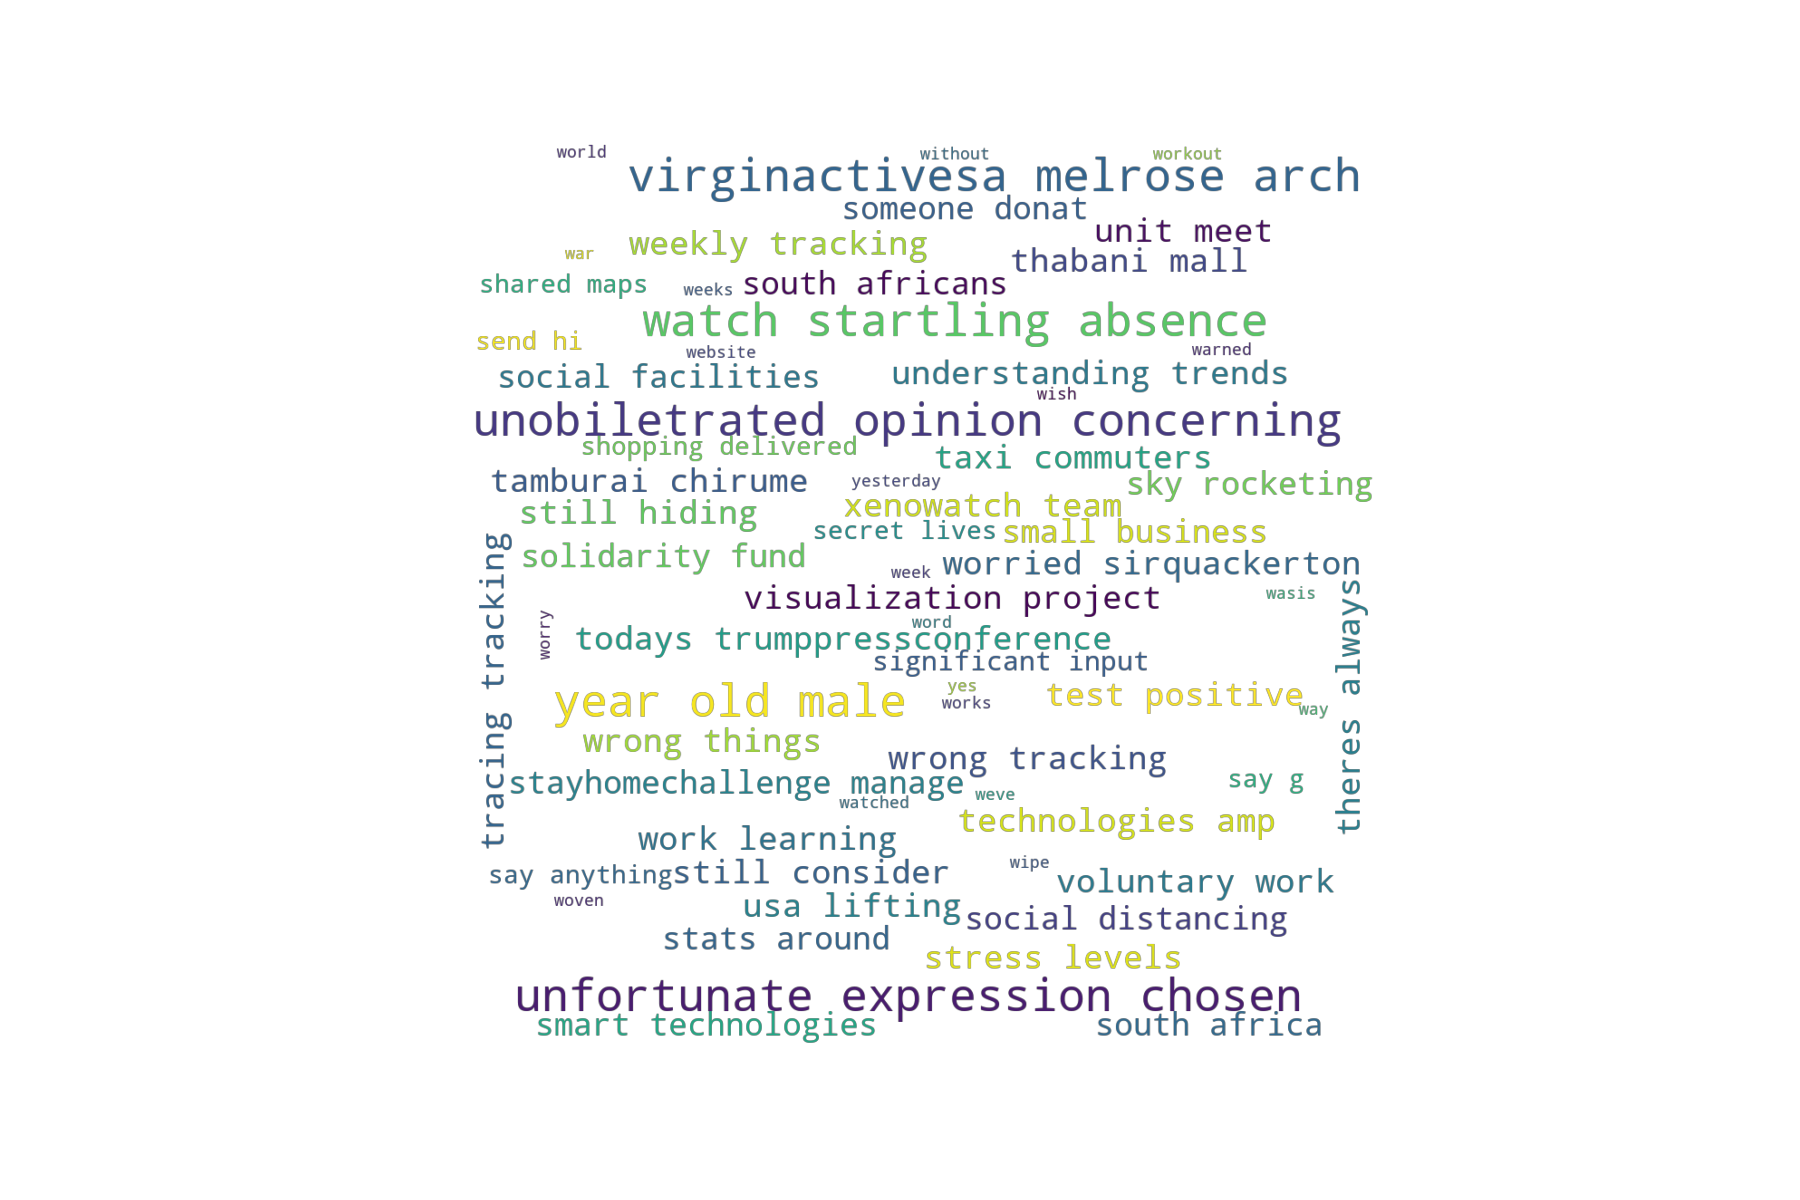 world
without
workout
virginactivesa melrose arch
someone donat
unit meet
weekly tracking
war
thabani mall
shared maps
weeks
south africans
watch startling absence
send hi
website
warned
social facilities
understanding trends
wish
unobiletrated opinion concerning
shopping delivered
taxi commuters
tamburai chirume
yesterday
sky rocketing
still hiding
xenowatch team
secret lives
small business
solidarity fund
worried sirquackerton
week
visualization project
wasis
tracing tracking
worry
word
todays trumppressconference
theres always
significant input
year old male
yes
works
test positive
way
wrong things
wrong tracking
stayhomechallenge manage
say g
watched
weve
technologies amp
work learning
say anything
still consider
wipe
voluntary work
woven
usa lifting
social distancing
stats around
stress levels
unfortunate expression chosen
smart technologies
south africa